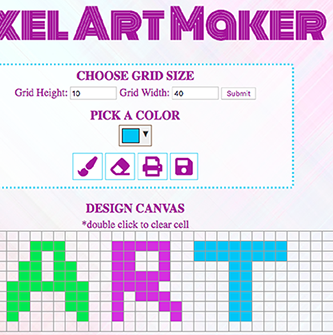 XEL ART MAKER
CHOOSE GRID SIZE
Grid Height: 10 Grid Width: 40 Submit
PICK A COLOR
DESIGN CANVAS
*double click to clear cell
ART